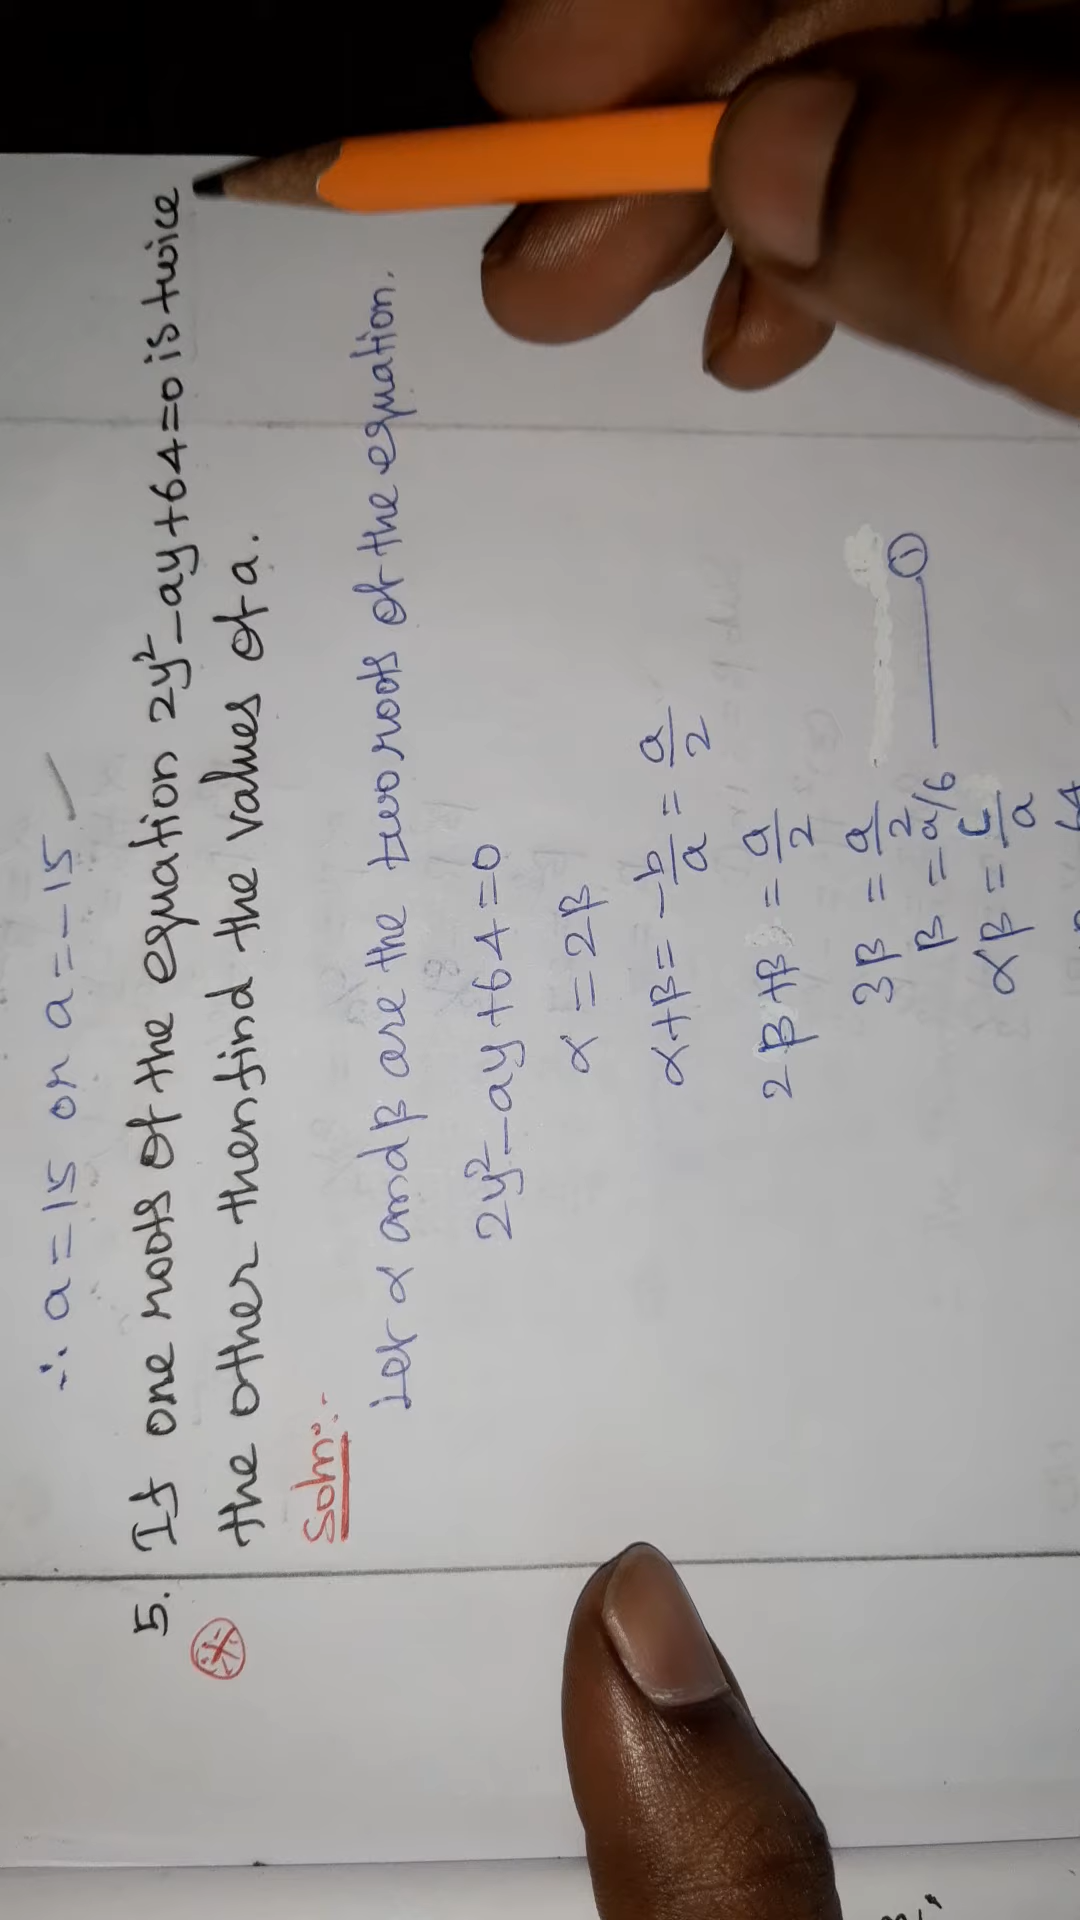 ∴ a = 15 or a = -15
5. If one roots of the equation 2y² - ay + 64 = 0 is twice
the other then find the values of a.
Soln:-
Let α and β are the two roots of the equation.
2y² - ay + 64 = 0
α = 2β
α + β = -b/a = a/2
2β + β = a/2
3β = a/2
β = a/6 ——— ①
αβ = c/a
64